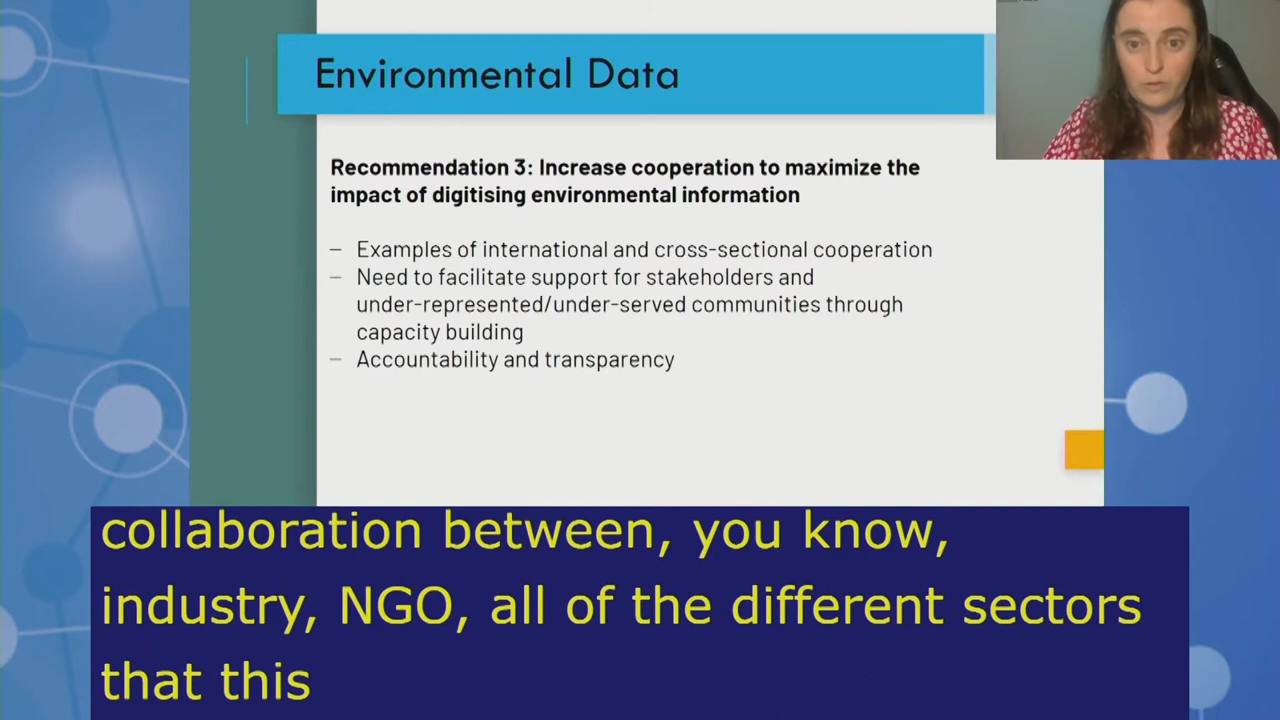 Environmental Data
Recommendation 3: Increase cooperation to maximize the
impact of digitising environmental information
– Examples of international and cross-sectional cooperation
– Need to facilitate support for stakeholders and
under-represented/under-served communities through
capacity building
– Accountability and transparency
collaboration between, you know,
industry, NGO, all of the different sectors
that this